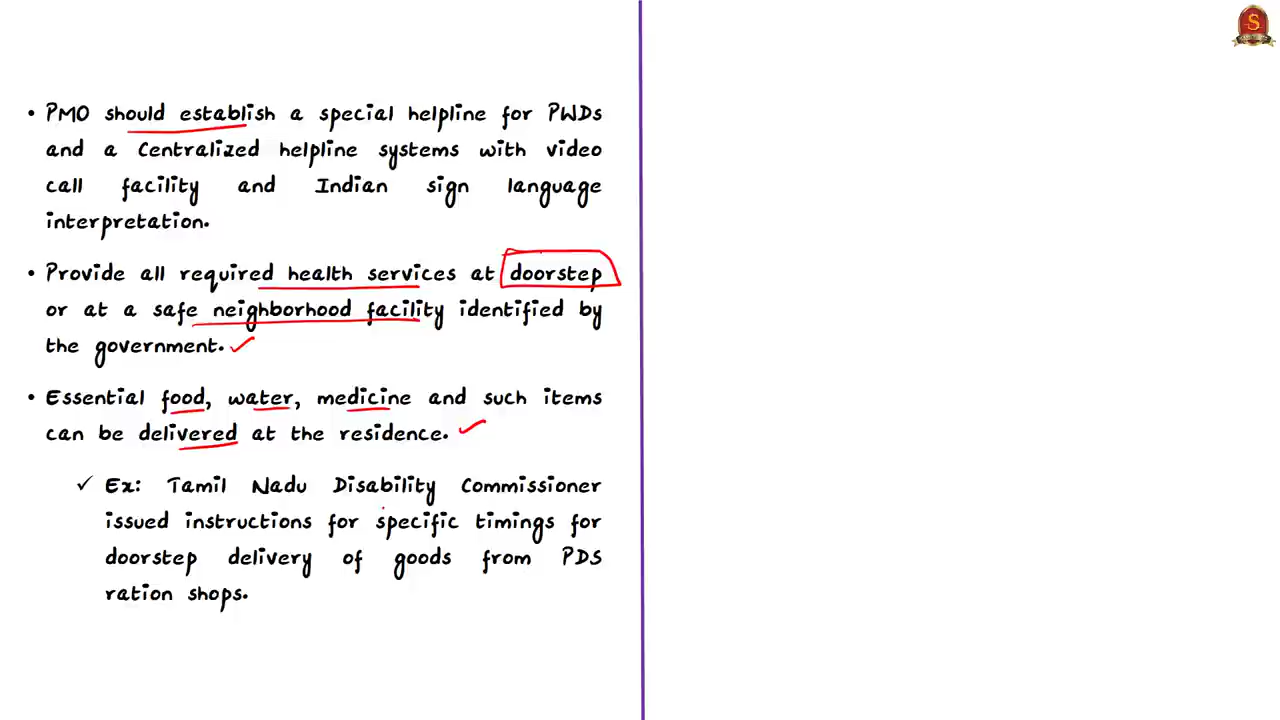 • PMO should establish a special helpline for PWDs
and a Centralized helpline systems with video
call facility and Indian sign language
interpretation.
• Provide all required health services at doorstep
or at a safe neighborhood facility identified by
the government.
• Essential food, water, medicine and such items
can be delivered at the residence.
✓ Ex: Tamil Nadu Disability Commissioner
issued instructions for specific timings for
doorstep delivery of goods from PDS
ration shops.
S